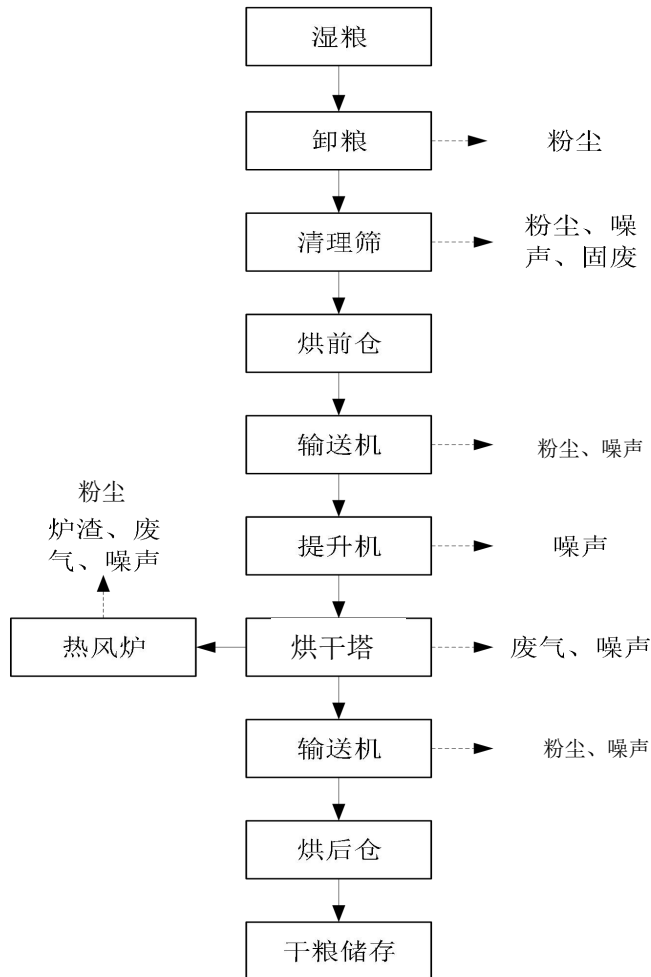 湿粮
卸粮
粉尘
清理筛
粉尘、噪
声、固废
烘前仓
输送机
粉尘、噪声
粉尘
炉渣、废
气、噪声
提升机
噪声
热风炉
烘干塔
废气、噪声
输送机
粉尘、噪声
烘后仓
干粮储存